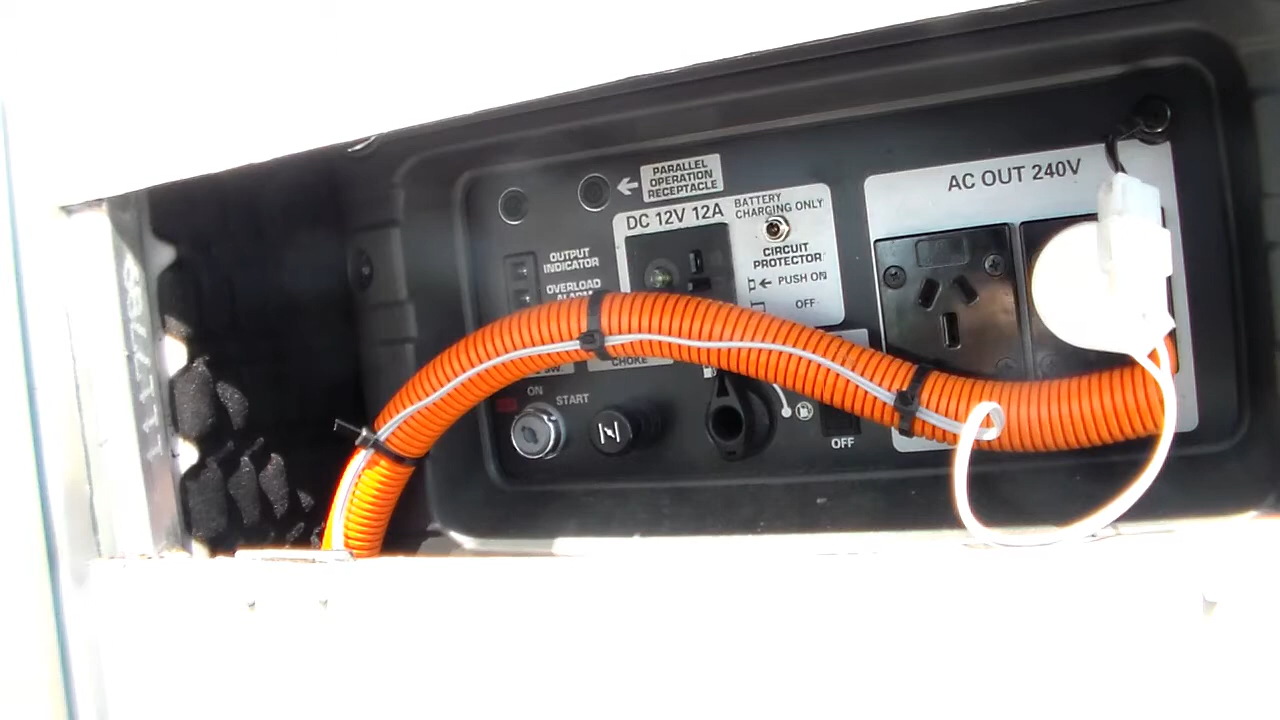 PARALLEL
OPERATION
RECEPTACLE
DC 12V 12A
BATTERY
CHARGING ONLY
CIRCUIT
PROTECTOR
PUSH ON
OFF
AC OUT 240V
OUTPUT
INDICATOR
OVERLOAD
ALARM
SW.
CHOKE
ON
START
OFF